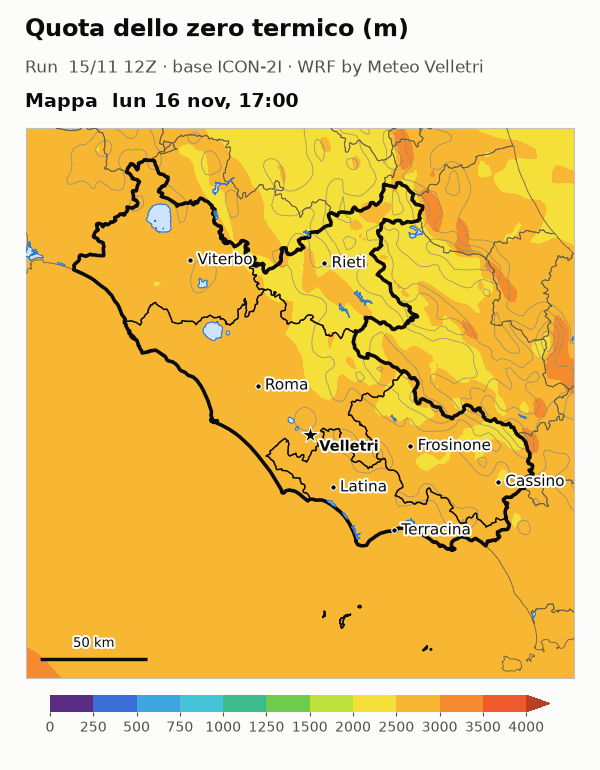 Quota dello zero termico (m)
Run  15/11 12Z · base ICON-2I · WRF by Meteo Velletri
Mappa  lun 16 nov, 17:00
Viterbo
Rieti
Roma
Velletri
Frosinone
Cassino
Latina
Terracina
50 km
0 250 500 750 1000 1250 1500 2000 2500 3000 3500 4000